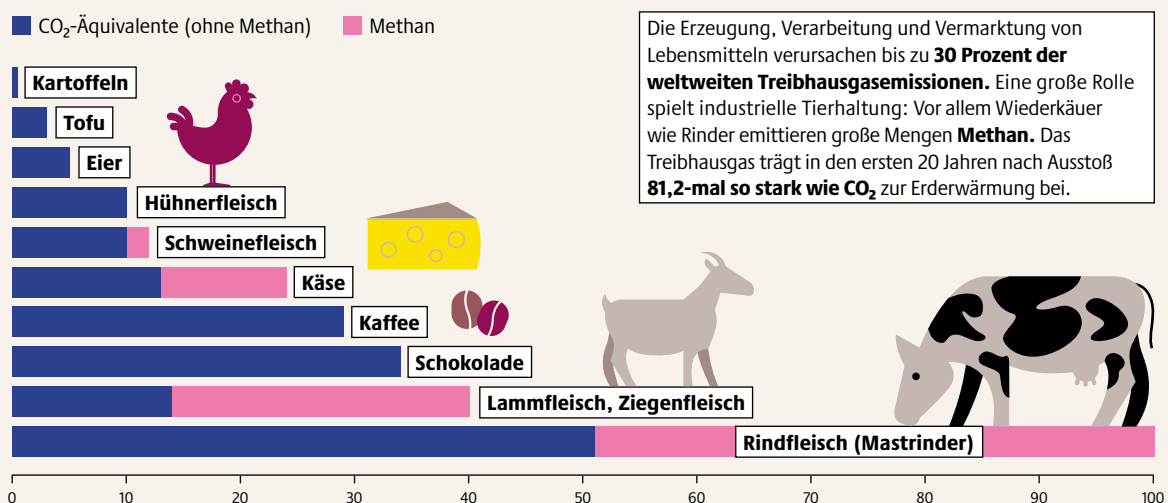 CO₂-Äquivalente (ohne Methan)
Methan
Die Erzeugung, Verarbeitung und Vermarktung von
Lebensmitteln verursachen bis zu 30 Prozent der
weltweiten Treibhausgasemissionen. Eine große Rolle
spielt industrielle Tierhaltung: Vor allem Wiederkäuer
wie Rinder emittieren große Mengen Methan. Das
Treibhausgas trägt in den ersten 20 Jahren nach Ausstoß
81,2-mal so stark wie CO₂ zur Erderwärmung bei.
Kartoffeln
Tofu
Eier
Hühnerfleisch
Schweinefleisch
Käse
Kaffee
Schokolade
Lammfleisch, Ziegenfleisch
Rindfleisch (Mastrinder)
0 10 20 30 40 50 60 70 80 90 100